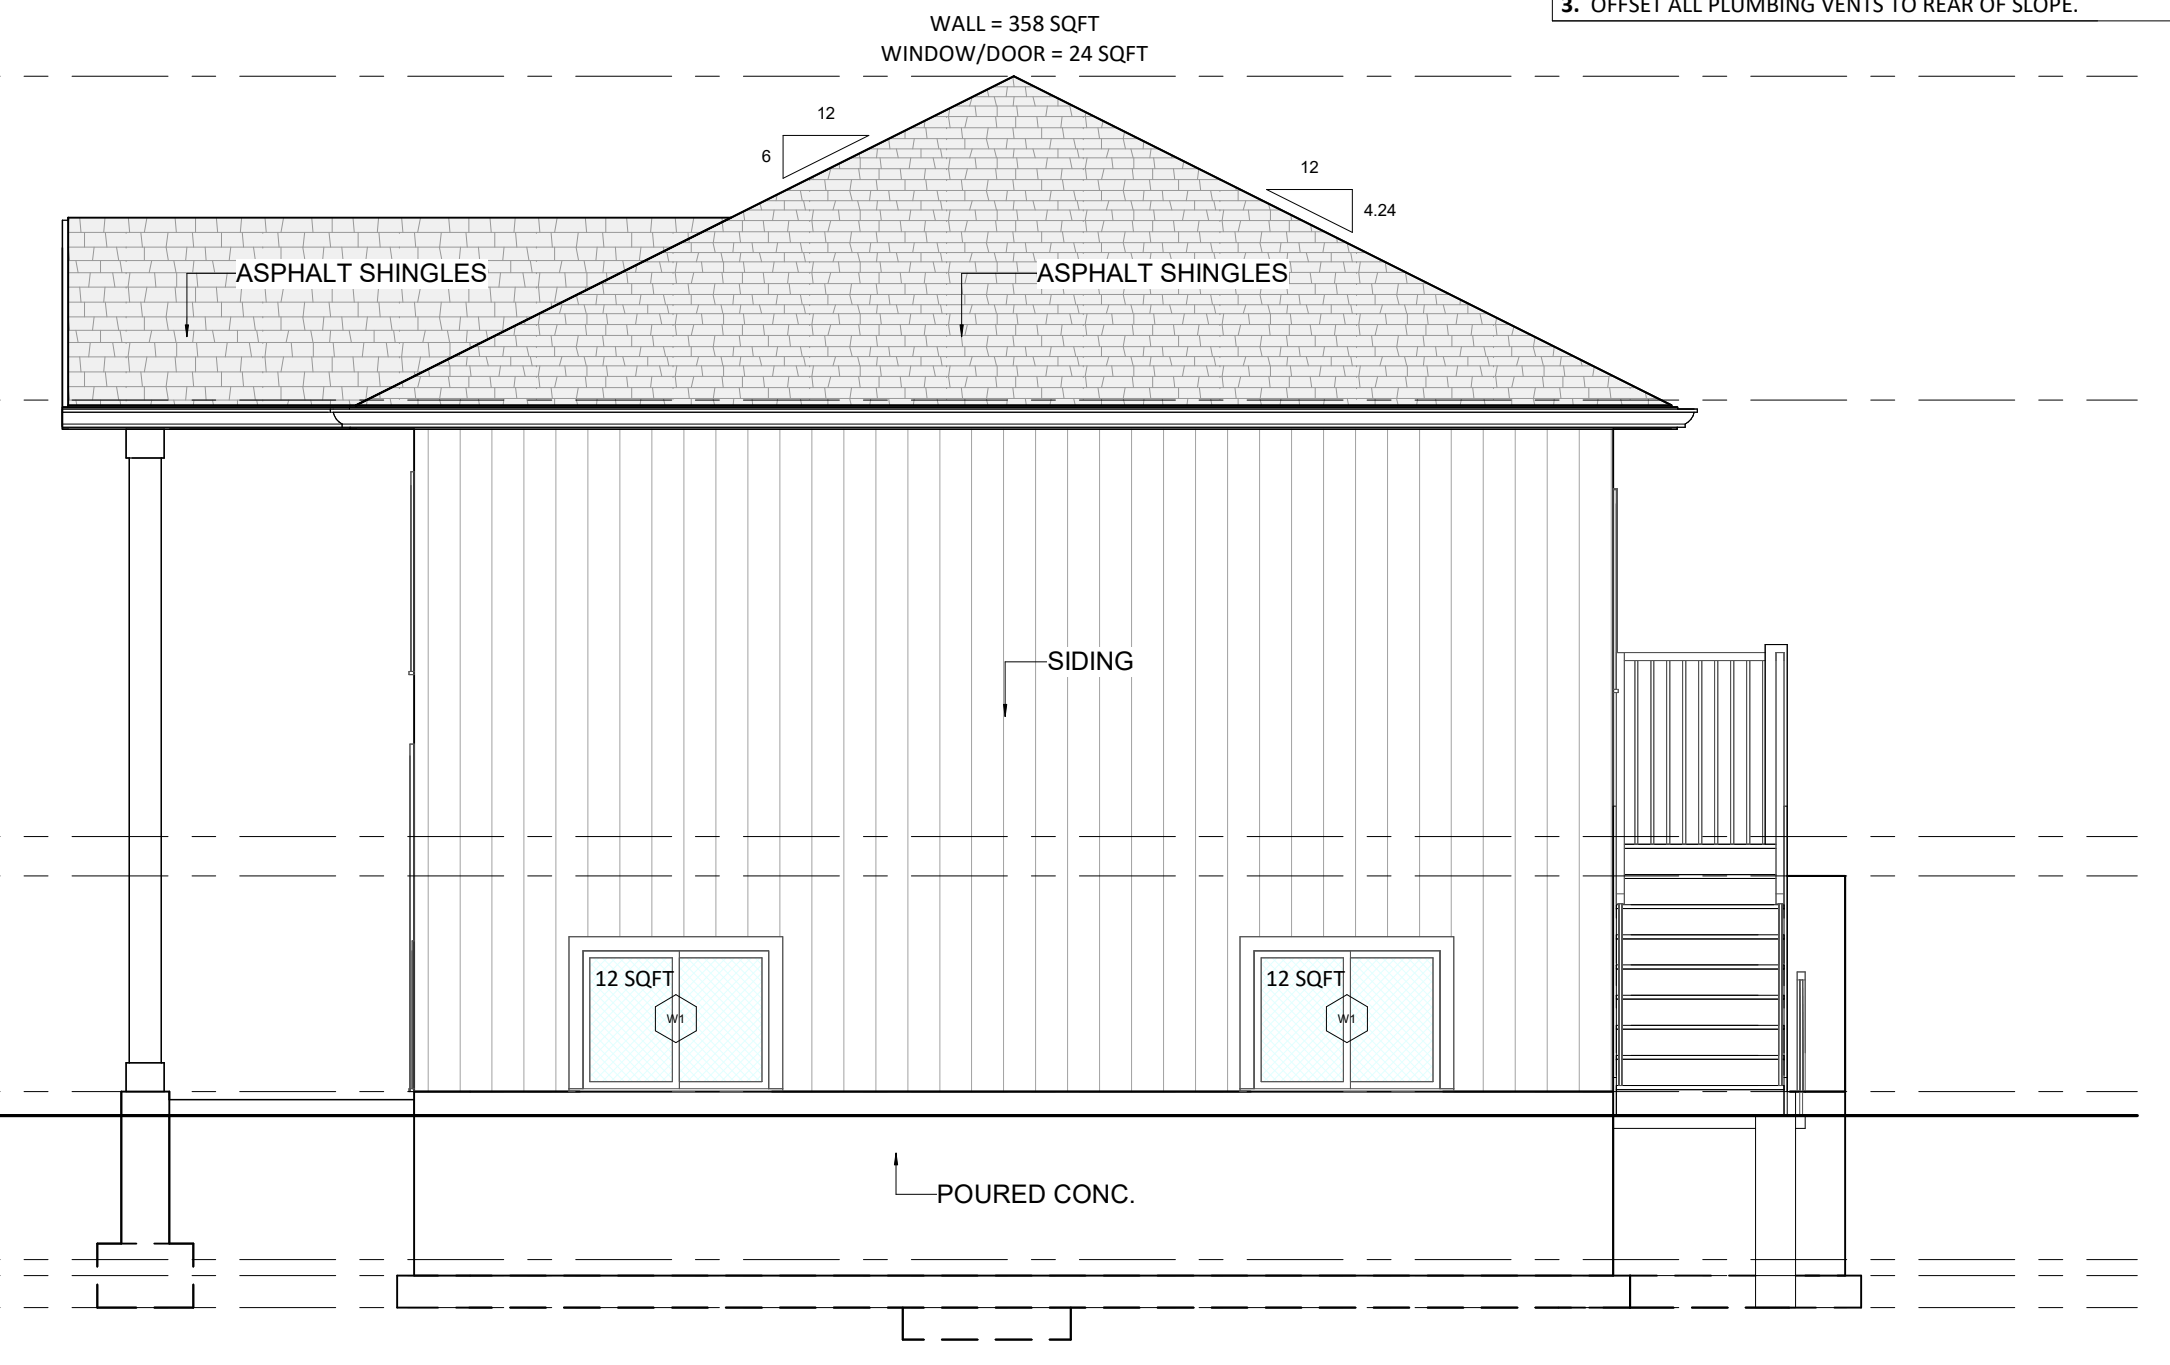 3. OFFSET ALL PLUMBING VENTS TO REAR OF SLOPE.
WALL = 358 SQFT
WINDOW/DOOR = 24 SQFT
12
6
12
4.24
ASPHALT SHINGLES
ASPHALT SHINGLES
SIDING
12 SQFT
W1
12 SQFT
W1
POURED CONC.